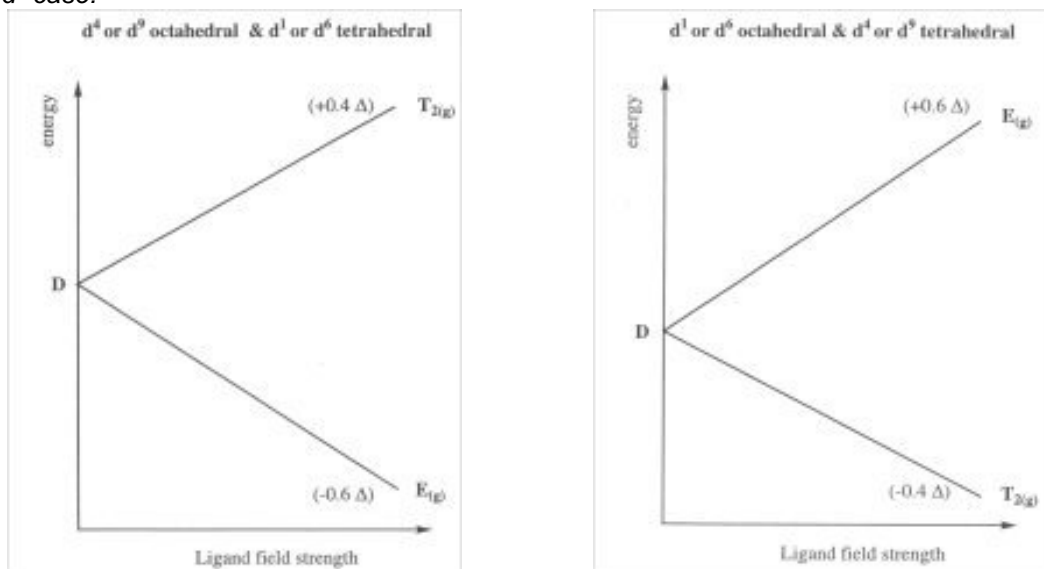 d⁴ or d⁹ octahedral & d¹ or d⁶ tetrahedral
energy
(+0.4 Δ)
T₂₍g₎
D
(-0.6 Δ)
E₍g₎
Ligand field strength
d¹ or d⁶ octahedral & d⁴ or d⁹ tetrahedral
energy
(+0.6 Δ)
E₍g₎
D
(-0.4 Δ)
T₂₍g₎
Ligand field strength